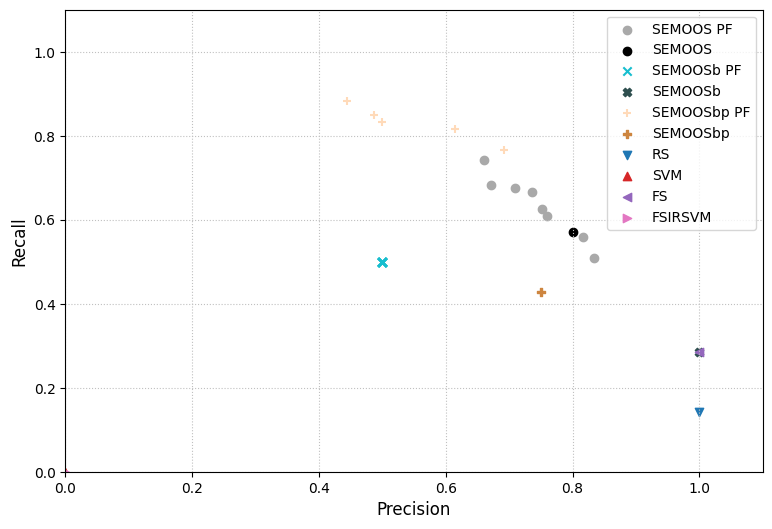 SEMOOS PF
SEMOOS
SEMOOSb PF
SEMOOSb
SEMOOSbp PF
SEMOOSbp
RS
SVM
FS
FSIRSVM
1.0
0.8
0.6
0.4
0.2
0.0
Recall
0.0 0.2 0.4 0.6 0.8 1.0
Precision